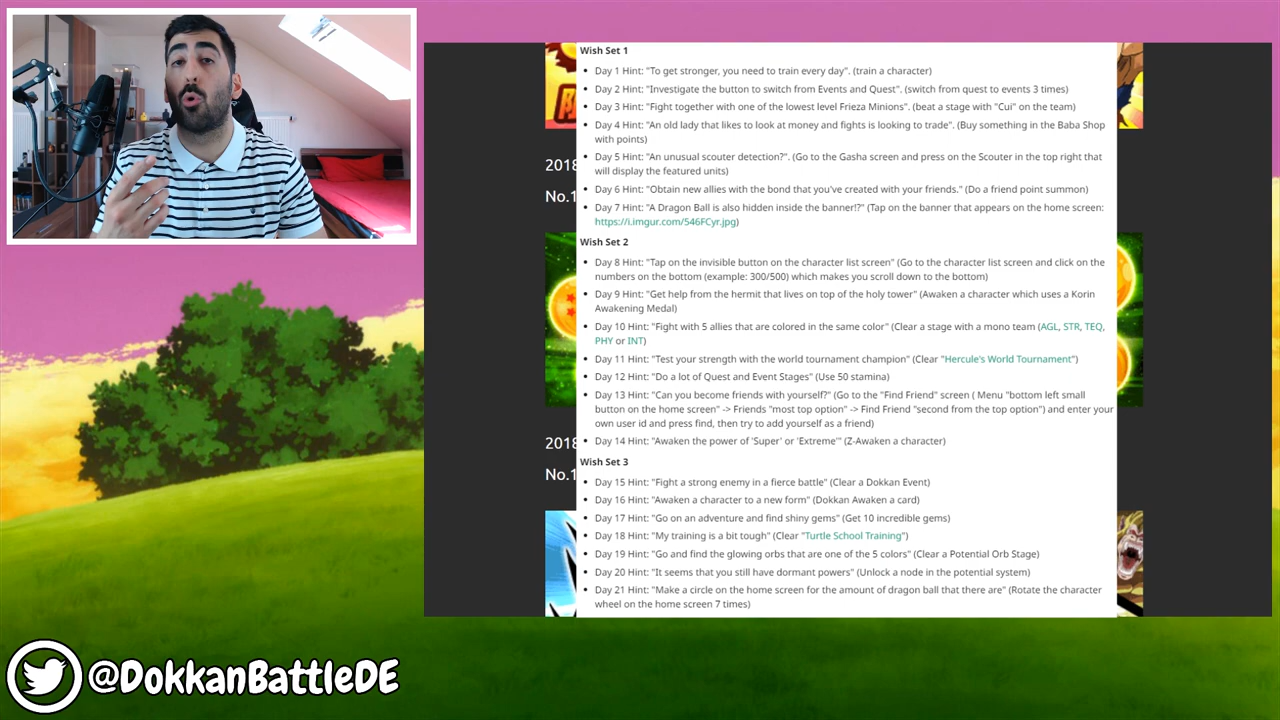 Wish Set 1
Day 1 Hint: "To get stronger, you need to train every day". (train a character)
Day 2 Hint: "Investigate the button to switch from Events and Quest". (switch from quest to events 3 times)
Day 3 Hint: "Fight together with one of the lowest level Frieza Minions". (beat a stage with "Cui" on the team)
Day 4 Hint: "An old lady that likes to look at money and fights is looking to trade". (Buy something in the Baba Shop
with points)
Day 5 Hint: "An unusual scouter detection?". (Go to the Gasha screen and press on the Scouter in the top right that
will display the featured units)
Day 6 Hint: "Obtain new allies with the bond that you've created with your friends." (Do a friend point summon)
Day 7 Hint: "A Dragon Ball is also hidden inside the banner!?" (Tap on the banner that appears on the home screen:
https://i.imgur.com/546FCyr.jpg)
Wish Set 2
Day 8 Hint: "Tap on the invisible button on the character list screen" (Go to the character list screen and click on the
numbers on the bottom (example: 300/500) which makes you scroll down to the bottom)
Day 9 Hint: "Get help from the hermit that lives on top of the holy tower" (Awaken a character which uses a Korin
Awakening Medal)
Day 10 Hint: "Fight with 5 allies that are colored in the same color" (Clear a stage with a mono team (AGL, STR, TEQ,
PHY or INT)
Day 11 Hint: "Test your strength with the world tournament champion" (Clear "Hercule's World Tournament")
Day 12 Hint: "Do a lot of Quest and Event Stages" (Use 50 stamina)
Day 13 Hint: "Can you become friends with yourself?" (Go to the "Find Friend" screen ( Menu "bottom left small
button on the home screen" -> Friends "most top option" -> Find Friend "second from the top option") and enter your
own user id and press find, then try to add yourself as a friend)
Day 14 Hint: "Awaken the power of 'Super' or 'Extreme'" (Z-Awaken a character)
Wish Set 3
Day 15 Hint: "Fight a strong enemy in a fierce battle" (Clear a Dokkan Event)
Day 16 Hint: "Awaken a character to a new form" (Dokkan Awaken a card)
Day 17 Hint: "Go on an adventure and find shiny gems" (Get 10 incredible gems)
Day 18 Hint: "My training is a bit tough" (Clear "Turtle School Training")
Day 19 Hint: "Go and find the glowing orbs that are one of the 5 colors" (Clear a Potential Orb Stage)
Day 20 Hint: "It seems that you still have dormant powers" (Unlock a node in the potential system)
Day 21 Hint: "Make a circle on the home screen for the amount of dragon ball that there are" (Rotate the character
wheel on the home screen 7 times)
2018
No.1
2018
No.1
@DokkanBattleDE